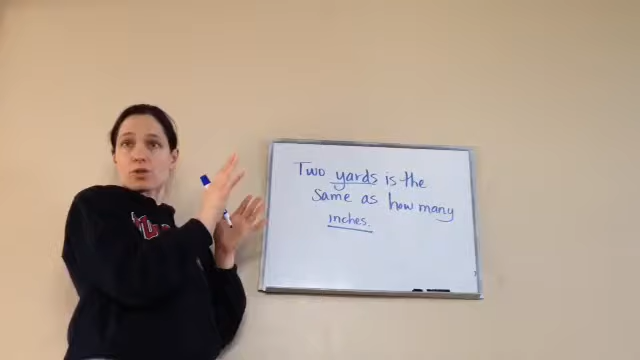 Two yards is the
same as how many
inches.